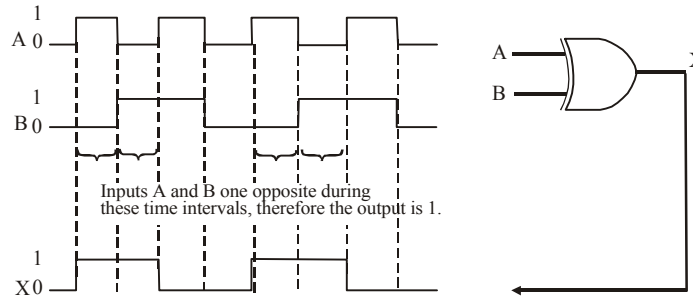 1
A 0
1
B 0
Inputs A and B one opposite during
these time intervals, therefore the output is 1.
1
X 0
A
B